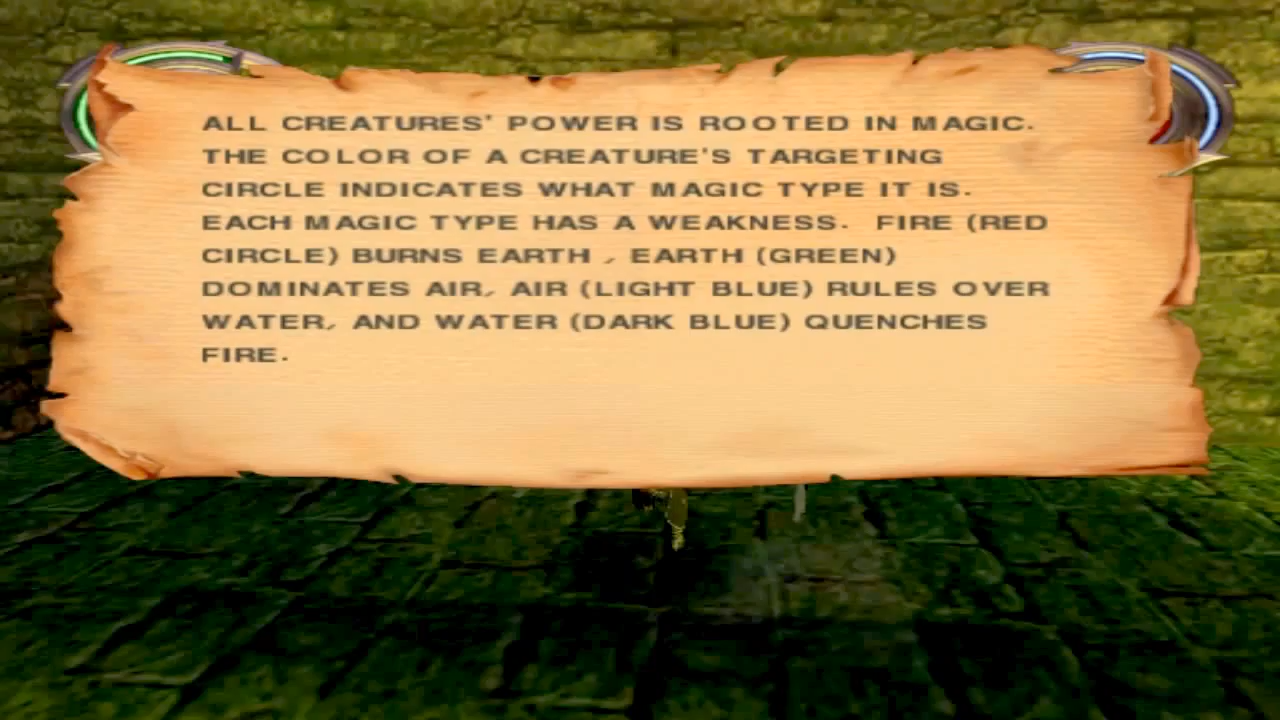 ALL CREATURES' POWER IS ROOTED IN MAGIC.
THE COLOR OF A CREATURE'S TARGETING
CIRCLE INDICATES WHAT MAGIC TYPE IT IS.
EACH MAGIC TYPE HAS A WEAKNESS.  FIRE (RED
CIRCLE) BURNS EARTH , EARTH (GREEN)
DOMINATES AIR, AIR (LIGHT BLUE) RULES OVER
WATER, AND WATER (DARK BLUE) QUENCHES
FIRE.